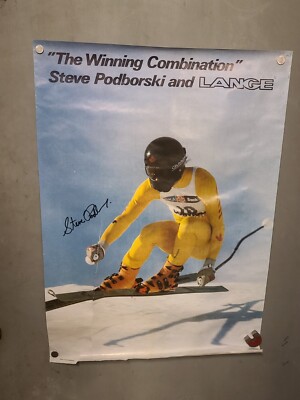 "The Winning Combination"
Steve Podborski and LANGE